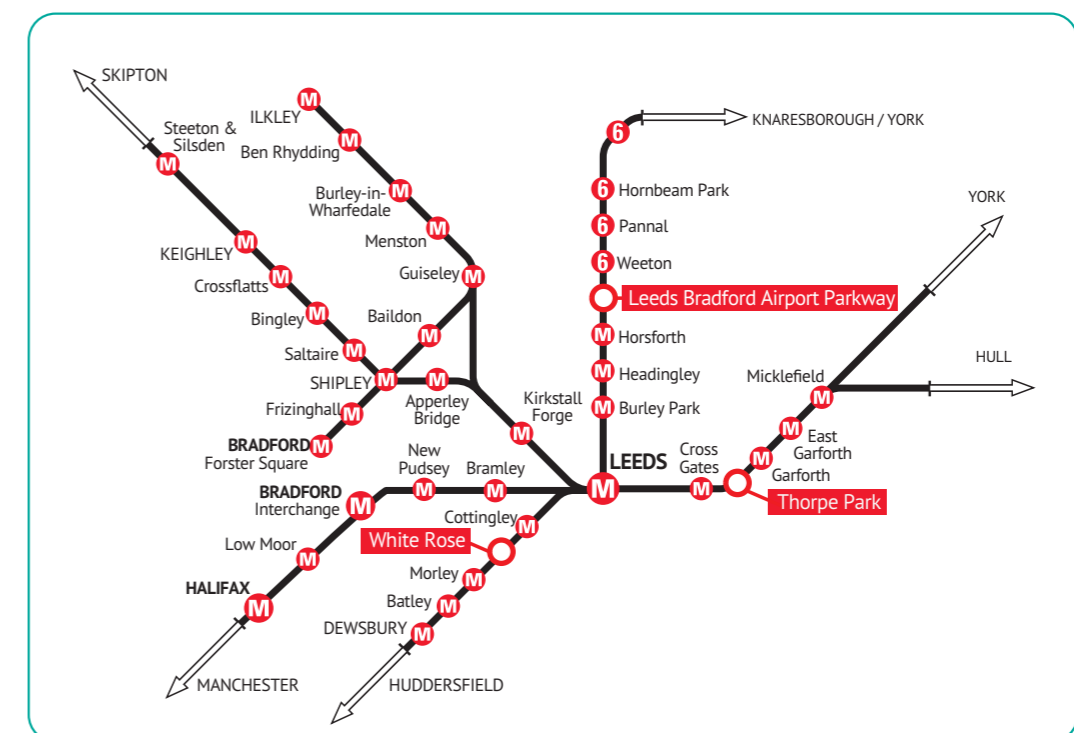 SKIPTON
Steeton &
Silsden
M
ILKLEY
M
Ben Rhydding
M
Burley-in-
Wharfedale
M
Menston
M
Guiseley
M
KEIGHLEY
M
Crossflatts
M
Bingley
M
Saltaire
M
Baildon
M
SHIPLEY
M
Apperley
Bridge
M
Frizinghall
M
BRADFORD
Forster Square
M
Kirkstall
Forge
M
KNARESBOROUGH / YORK
6
6
Hornbeam Park
6
Pannal
6
Weeton
Leeds Bradford Airport Parkway
M
Horsforth
M
Headingley
M
Burley Park
LEEDS
M
Cross
Gates
M
Thorpe Park
Garforth
M
East
Garforth
M
Micklefield
M
YORK
HULL
New
Pudsey
M
Bramley
M
BRADFORD
Interchange
M
Low Moor
M
HALIFAX
M
MANCHESTER
Cottingley
M
White Rose
Morley
M
Batley
M
DEWSBURY
M
HUDDERSFIELD